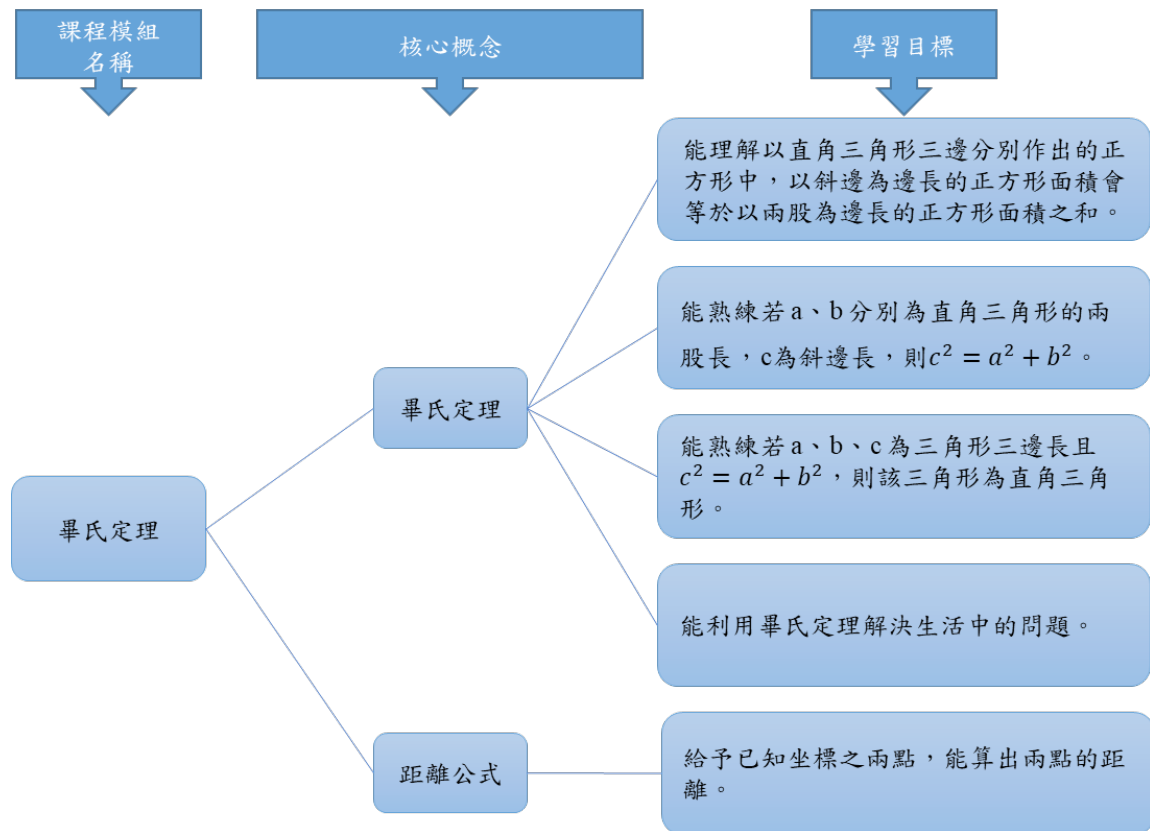 課程模組
名稱
核心概念
學習目標
能理解以直角三角形三邊分別作出的正
方形中，以斜邊為邊長的正方形面積會
等於以兩股為邊長的正方形面積之和。
能熟練若a、b分別為直角三角形的兩
股長，c為斜邊長，則c² = a² + b²。
畢氏定理
能熟練若a、b、c為三角形三邊長且
c² = a² + b²，則該三角形為直角三角
形。
畢氏定理
能利用畢氏定理解決生活中的問題。
距離公式
給予已知坐標之兩點，能算出兩點的距
離。